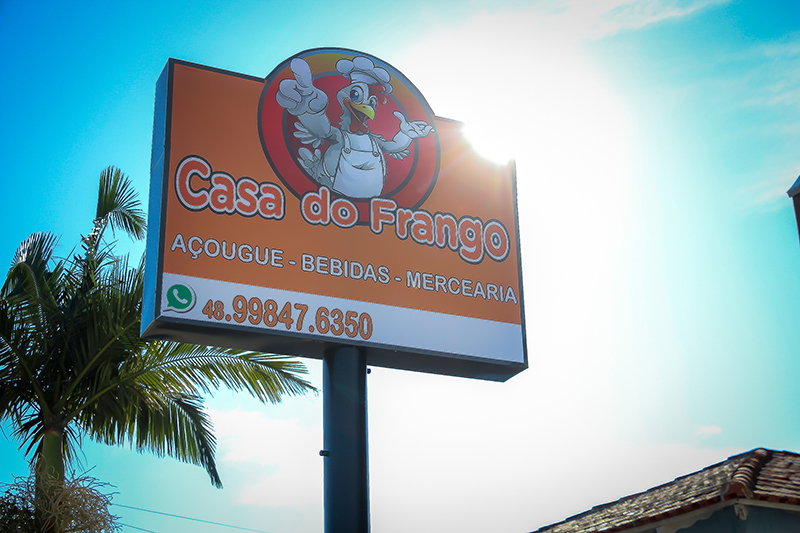 Casa do Frango
AÇOUGUE - BEBIDAS - MERCEARIA
48.99847.6350